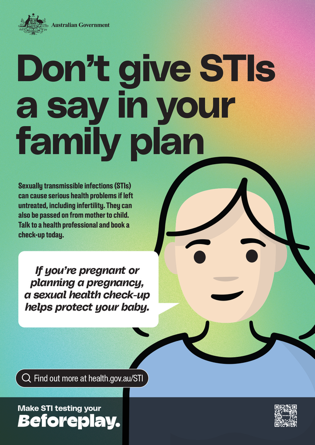 Australian Government
Don't give STIs
a say in your
family plan
Sexually transmissible infections (STIs)
can cause serious health problems if left
untreated, including infertility. They can
also be passed on from mother to child.
Talk to a health professional and book a
check-up today.
If you're pregnant or
planning a pregnancy,
a sexual health check-up
helps protect your baby.
Find out more at health.gov.au/STI
Make STI testing your
Beforeplay.